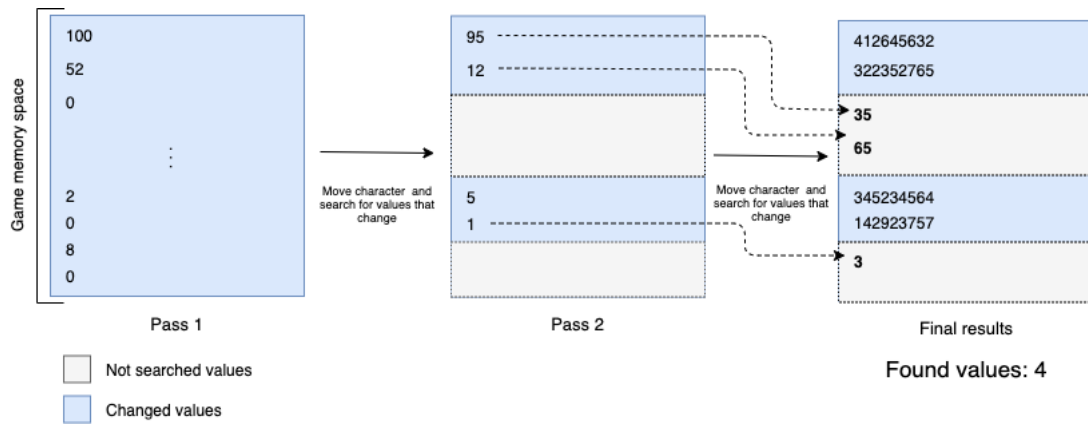 Game memory space
100
52
0
2
0
8
0
Pass 1
Move character and
search for values that
change
95
12
5
1
Pass 2
Move character and
search for values that
change
412645632
322352765
35
65
345234564
142923757
3
Final results
Found values: 4
Not searched values
Changed values